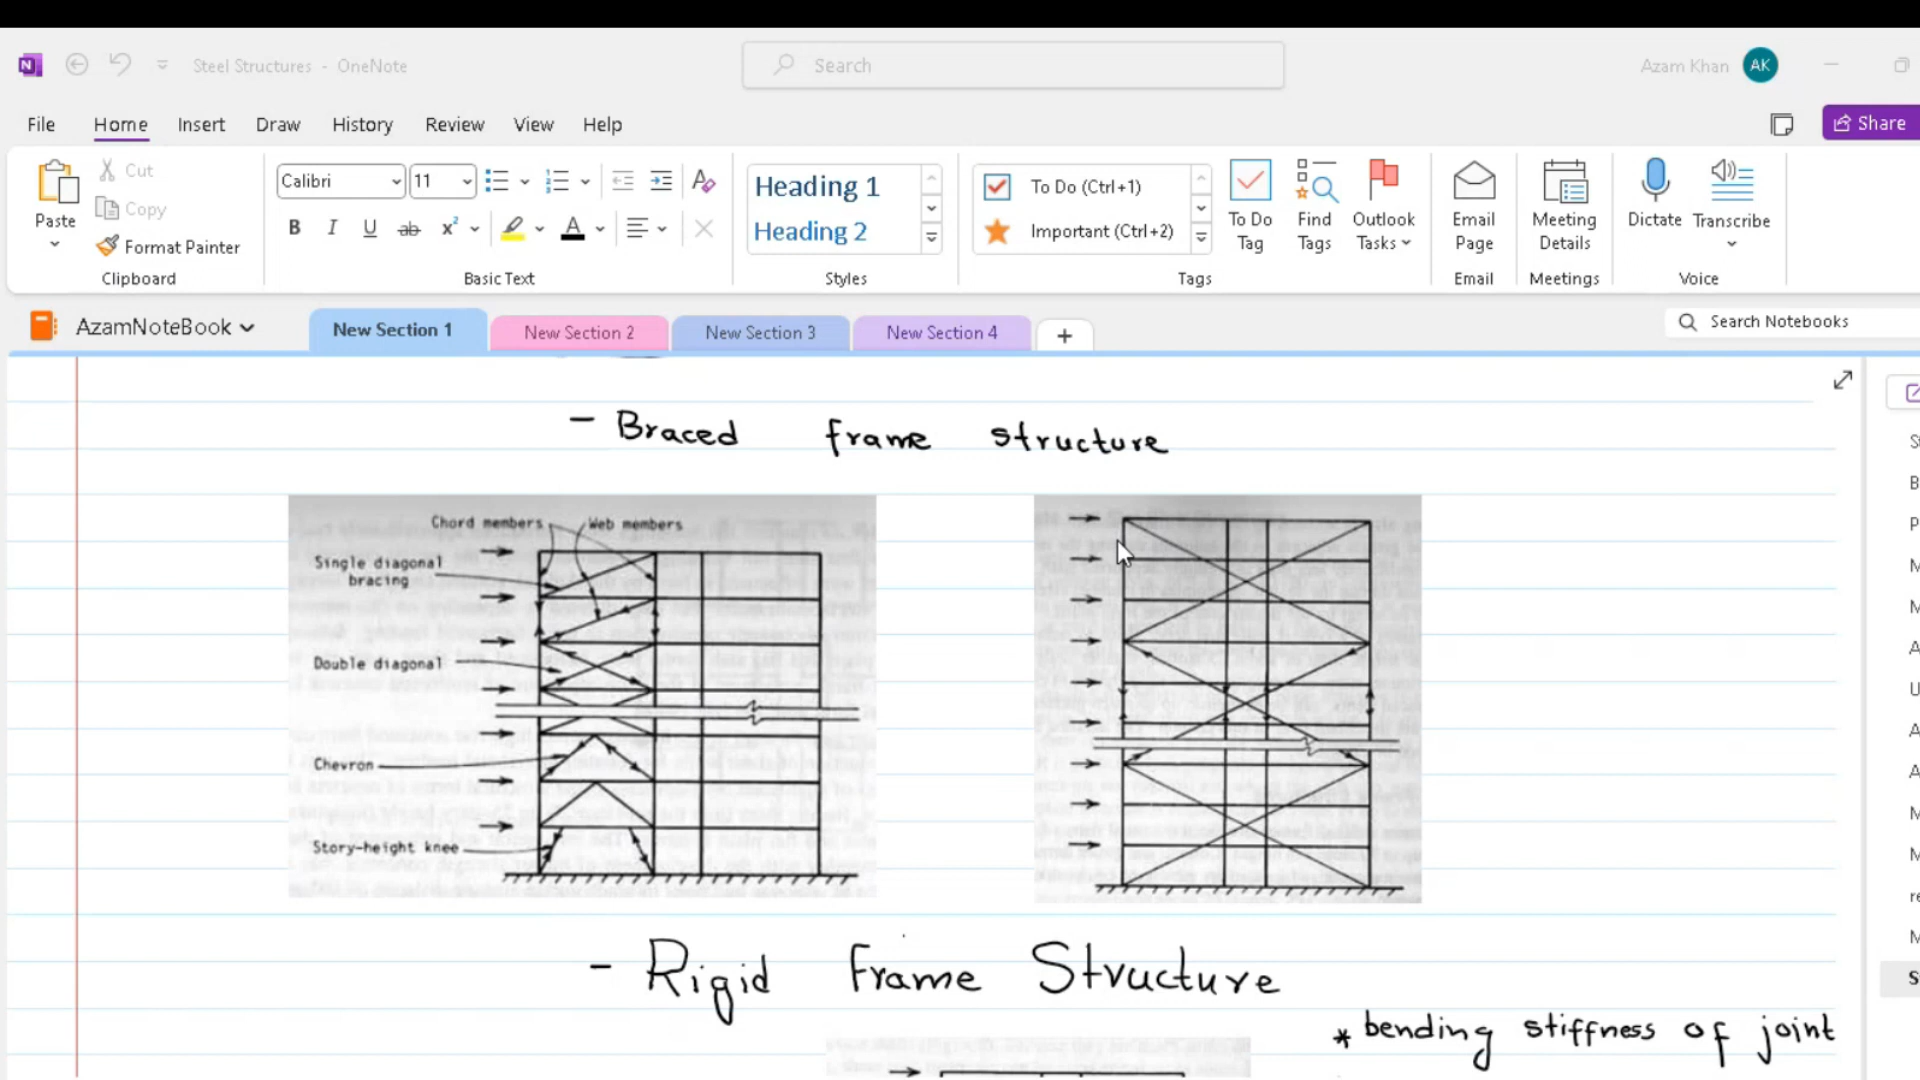 Steel Structures - OneNote
Search
Azam Khan
AK
File Home Insert Draw History Review View Help
Share
Paste
Cut
Copy
Format Painter
Clipboard
Calibri
11
Basic Text
Heading 1
Heading 2
Styles
To Do (Ctrl+1)
Important (Ctrl+2)
Tags
To Do Tag
Find Tags
Outlook Tasks
Email Page
Email
Meeting Details
Meetings
Dictate
Transcribe
Voice
AzamNoteBook
New Section 1
New Section 2
New Section 3
New Section 4
+
Search Notebooks
- Braced frame structure
Chord members
Web members
Single diagonal
bracing
Double diagonal
Chevron
Story-height knee
- Rigid Frame Structure
* bending stiffness of joint